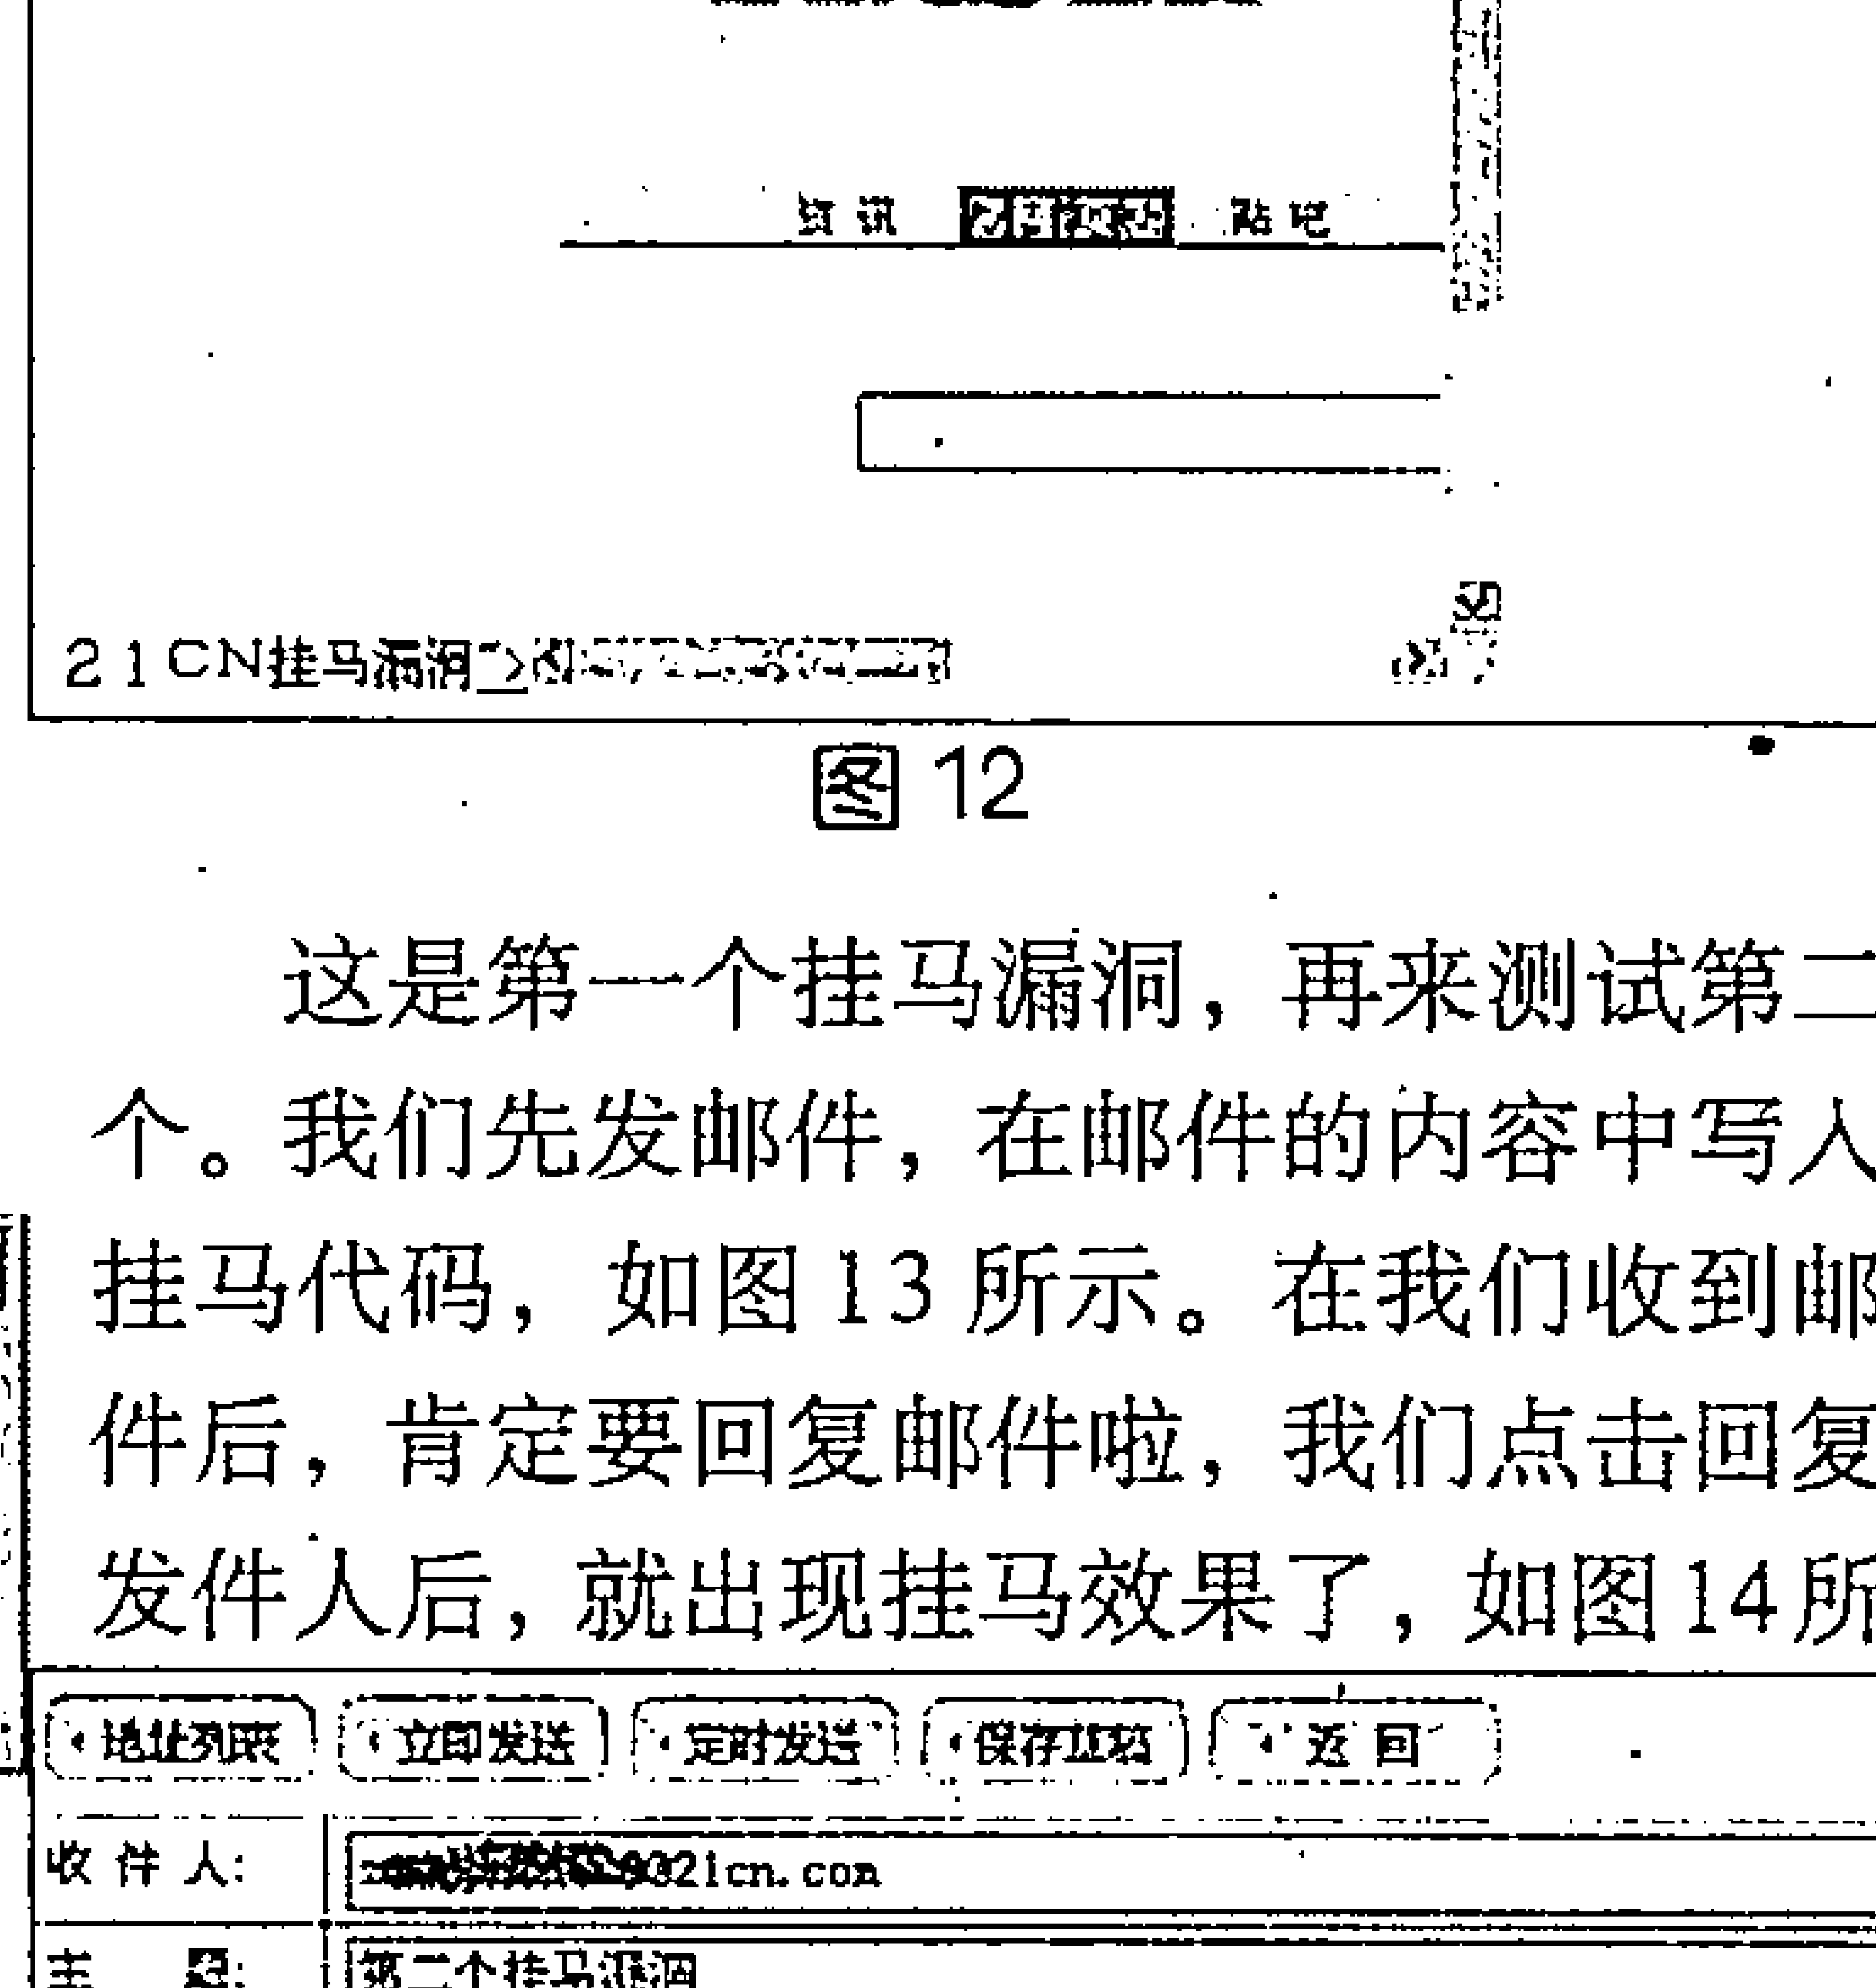 资 讯 贴 吧
21CN挂马漏洞
图 12
这是第一个挂马漏洞，再来测试第二
个。我们先发邮件，在邮件的内容中写入
挂马代码，如图 13 所示。在我们收到邮
件后，肯定要回复邮件啦，我们点击回复
发件人后，就出现挂马效果了，如图 14 所
地址列表 立即发送 定时发送 保存草稿 返 回
收 件 人: 21cn.com
主 题: 第二个挂马漏洞